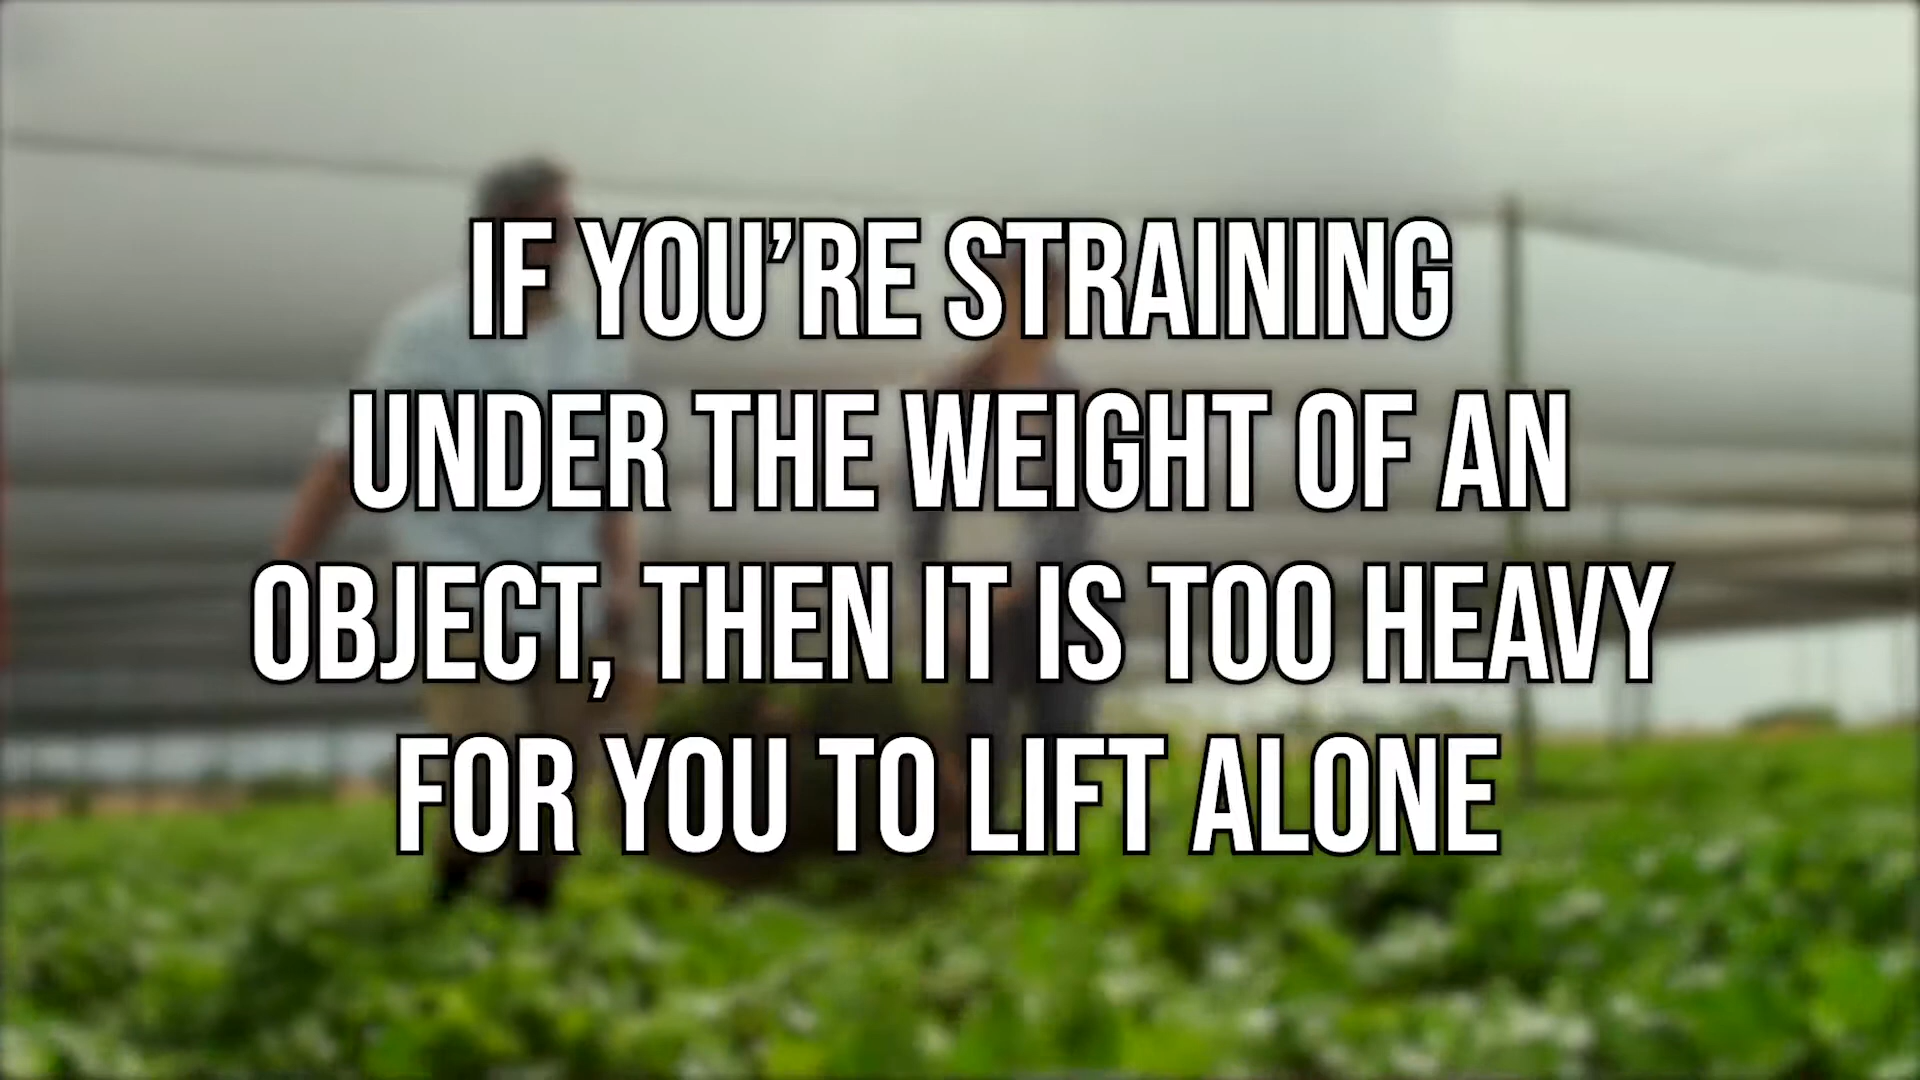 IF YOU’RE STRAINING
UNDER THE WEIGHT OF AN
OBJECT, THEN IT IS TOO HEAVY
FOR YOU TO LIFT ALONE